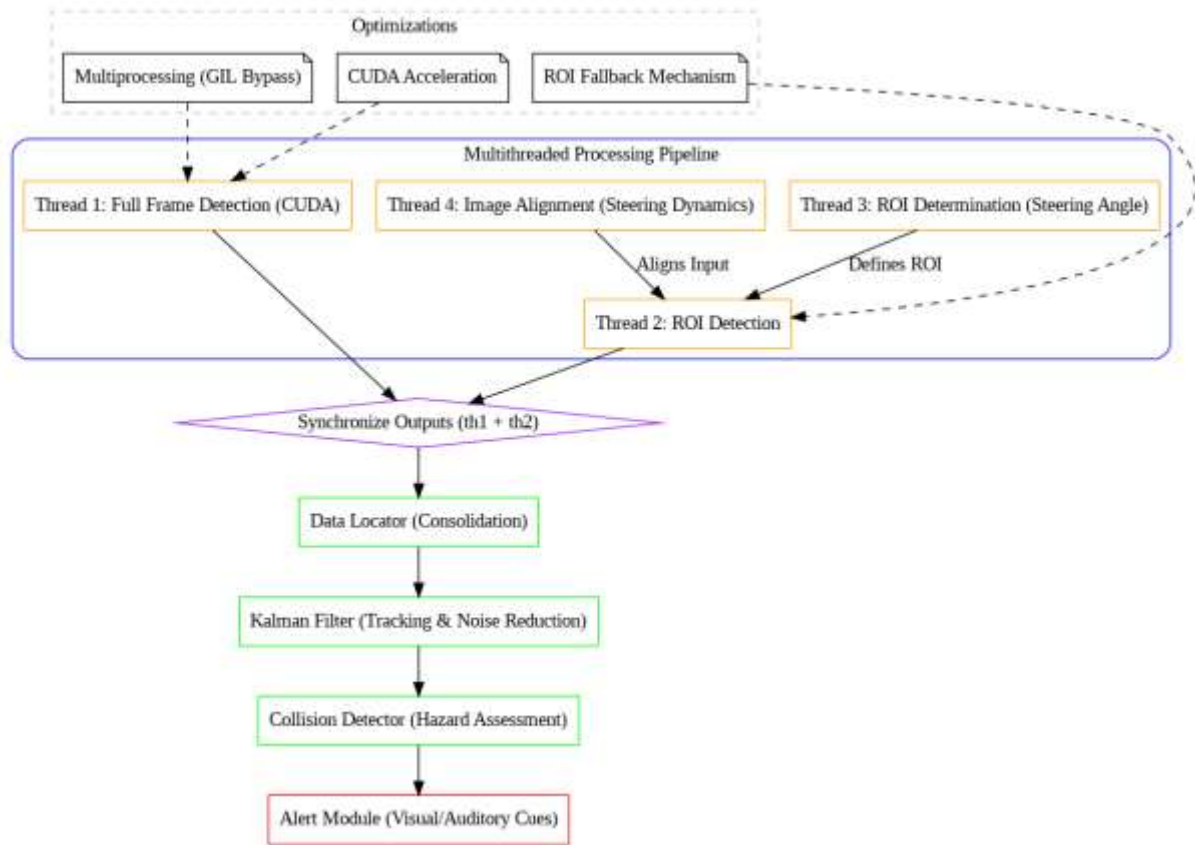 Optimizations
Multiprocessing (GIL Bypass)
CUDA Acceleration
ROI Fallback Mechanism
Multithreaded Processing Pipeline
Thread 1: Full Frame Detection (CUDA)
Thread 4: Image Alignment (Steering Dynamics)
Thread 3: ROI Determination (Steering Angle)
Aligns Input
Defines ROI
Thread 2: ROI Detection
Synchronize Outputs (th1 + th2)
Data Locator (Consolidation)
Kalman Filter (Tracking & Noise Reduction)
Collision Detector (Hazard Assessment)
Alert Module (Visual/Auditory Cues)